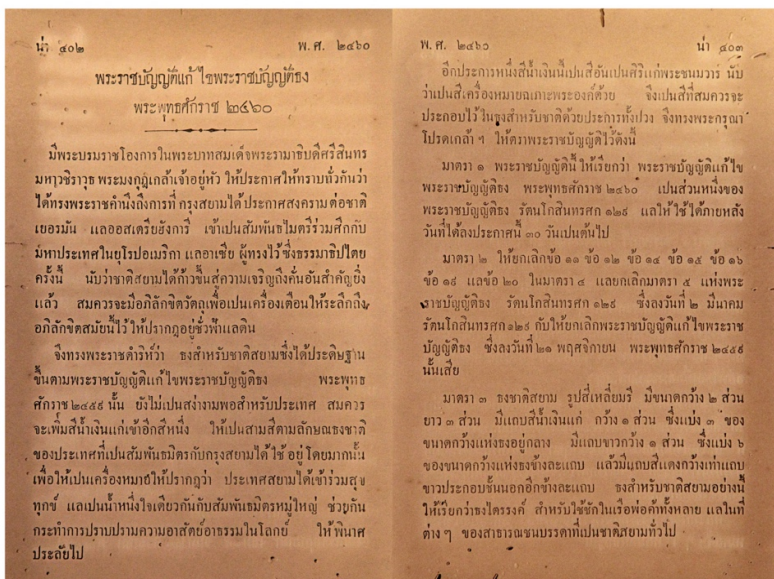 น่า ๔๐๒
พ. ศ. ๒๔๖๐
พระราชบัญญัติแก้ ไขพระราชบัญญัติธง
พระพุทธศักราช ๒๔๖๐
มีพระบรมราชโองการในพระบาทสมเด็จพระรามาธิบดีศรีสินทร
มหาวชิราวุธ พระมงกุฎเกล้าเจ้าอยู่หัว ให้ประกาศให้ทราบทั่วกันว่า
ได้ทรงพระราชคำนึงถึงการที่ กรุงสยามได้ประกาศสงคราม ต่อชาติ
เยอรมัน แลออสเตรียฮังการี เข้าเป็นสัมพันธไมตรีร่วมศึกกับ
มหาประเทศในยุโรปอเมริกา แลอาเซีย ผู้ทรงไว้ ซึ่งธรรมาธิปไตย
ครั้งนี้ นับว่าชาติสยามได้ก้าวขึ้นสู่ความเจริญถึงคั่นอันสำคัญยิ่ง
แล้ว สมควรจะมีอภิลักขิตวัตถุเพื่อเป็นเครื่องเตือนให้ระลึกถึง
อภิลักขิตสมัยนี้ไว้ ให้ปรากฏอยู่ชั่วฟ้าแลดิน
จึงทรงพระราชดำริห์ว่า ธงสำหรับชาติสยามซึ่งได้ประดิษฐาน
ขึ้นตามพระราชบัญญัติแก้ ไขพระราชบัญญัติธง พระพุทธ
ศักราช ๒๔๕๙ นั้น ยังไม่เป็นสง่างามพอสำหรับประเทศ สมควร
จะเพิ่มสีน้ำเงินแก่เข้าอีกสีหนึ่ง ให้เป็นสามสีตามลักษณธงชาติ
ของประเทศที่เป็นสัมพันธมิตรกับกรุงสยามได้ ใช้ อยู่ โดยมากนั้น
เพื่อให้เป็นเครื่องหมายให้ปรากฏว่า ประเทศสยามได้เข้าร่วมสุข
ทุกข์ แลเป็นน้ำหนึ่งใจเดียวกันกับสัมพันธมิตรหมู่ใหญ่ ช่วยกัน
กระทำการปราบปรามความอาสัตย์อาธรรมในโลกย์ ให้พินาศ
ประลัยไป
พ. ศ. ๒๔๖๐
น่า ๔๐๓
อีกประการหนึ่งสีน้ำเงินนี้เป็นสีอันเป็นศิริแก่พระชนมวาร นับ
ว่าเป็นสีเครื่องหมายฉเภาะพระองค์ด้วย จึงเป็นสีที่สมควรจะ
ประกอบไว้ ในธงสำหรับชาติด้วยประการทั้งปวง จึงทรงพระกรุณา
โปรดเกล้า ฯ ให้ตราพระราชบัญญัติไว้ดังนี้
มาตรา ๑ พระราชบัญญัตินี้ ให้เรียกว่า พระราชบัญญัติแก้ไข
พระราชบัญญัติธง พระพุทธศักราช ๒๔๖๐ เป็นส่วนหนึ่งของ
พระราชบัญญัติธง รัตนโกสินทรศก ๑๒๙ แลให้ ใช้ได้ภายหลัง
วันที่ได้ลงประกาศนี้ ๓๐ วันเป็นต้นไป
มาตรา ๒ ให้ยกเลิกข้อ ๑๑ ข้อ ๑๒ ข้อ ๑๔ ข้อ ๑๕ ข้อ ๑๖
ข้อ ๑๙ แลข้อ ๒๐ ในมาตรา ๔ แลยกเลิกมาตรา ๕ แห่งพระ
ราชบัญญัติธง รัตนโกสินทรศก ๑๒๙ ซึ่งลงวันที่ ๒ มีนาคม
รัตนโกสินทรศก ๑๒๙ กับให้ยกเลิกพระราชบัญญัติแก้ไขพระราช
บัญญัติธง ซึ่งลงวันที่ ๒๑ พฤศจิกายน พระพุทธศักราช ๒๔๕๙
นั้นเสีย
มาตรา ๓ ธงชาติสยาม รูปสี่เหลี่ยมรี มีขนาดกว้าง ๒ ส่วน
ยาว ๓ ส่วน มีแถบสีน้ำเงินแก่ กว้าง ๑ ส่วน ซึ่งแบ่ง ๓ ของ
ขนาดกว้างแห่งธงอยู่กลาง มีแถบขาวกว้าง ๑ ส่วน ซึ่งแบ่ง ๖
ของขนาดกว้างแห่งธงข้างละแถบ แล้วมีแถบสีแดงกว้างเท่าแถบ
ขาวประกอบชั้นนอกอีกข้างละแถบ ธงสำหรับชาติสยามอย่างนี้
ให้เรียกว่าธงไตรรงค์ สำหรับใช้ชักในเรือพ่อค้าทั้งหลาย แลในที่
ต่าง ๆ ของสาธารณชนบรรดาที่เป็นชาติสยามทั่วไป